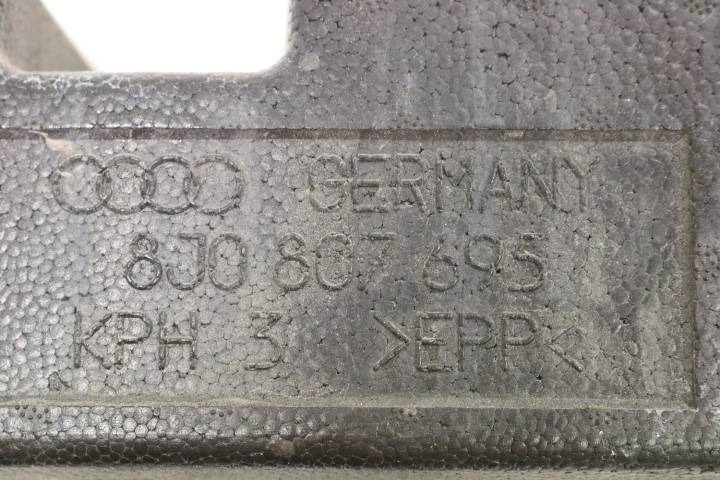 GERMANY
8J0 807 695
KPH 3 >EPP<